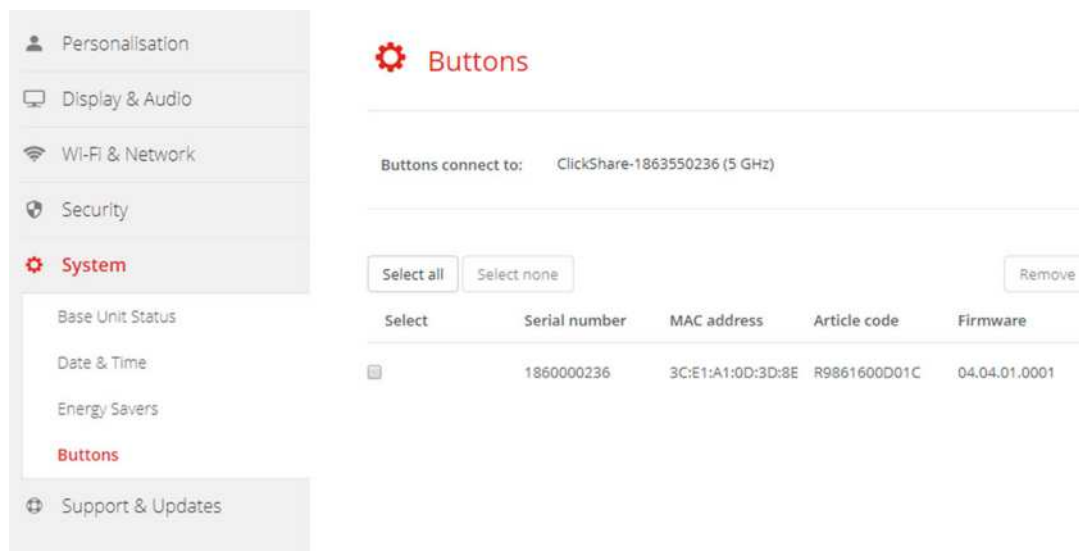 Personalisation
Display & Audio
Wi-Fi & Network
Security
System
Base Unit Status
Date & Time
Energy Savers
Buttons
Support & Updates
Buttons
Buttons connect to: ClickShare-1863550236 (5 GHz)
Select all Select none Remove
Select Serial number MAC address Article code Firmware
1860000236 3C:E1:A1:0D:3D:8E R9861600D01C 04.04.01.0001